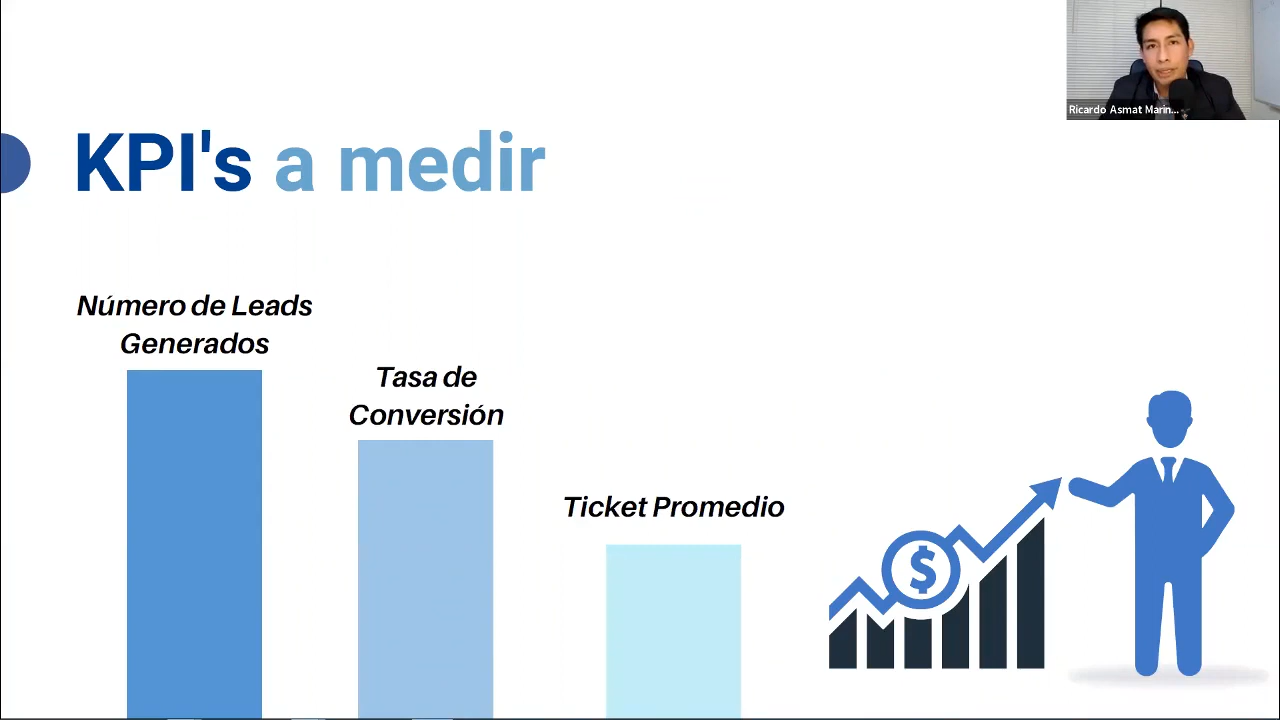 Ricardo Asmat Marin...
KPI's a medir
Número de Leads
Generados
Tasa de
Conversión
Ticket Promedio
$